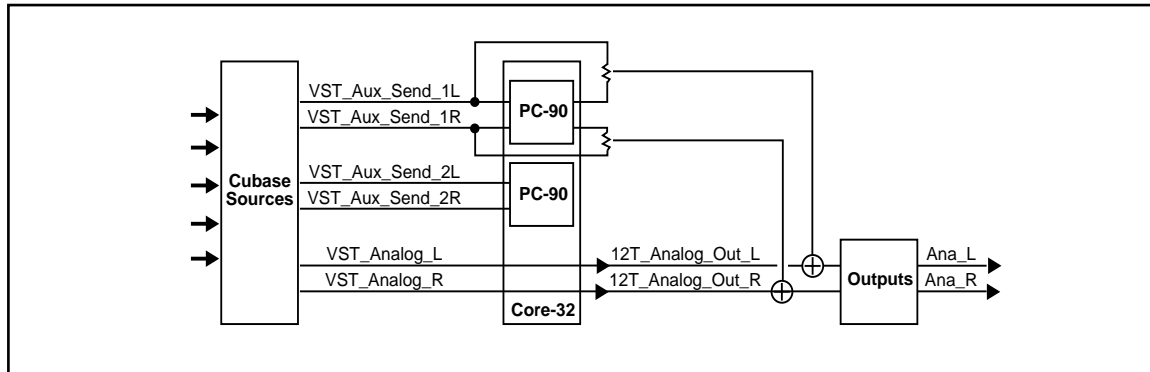 VST_Aux_Send_1L
PC-90
VST_Aux_Send_1R
VST_Aux_Send_2L
Cubase
Sources
PC-90
VST_Aux_Send_2R
VST_Analog_L
12T_Analog_Out_L
Ana_L
VST_Analog_R
12T_Analog_Out_R
Outputs
Ana_R
Core-32